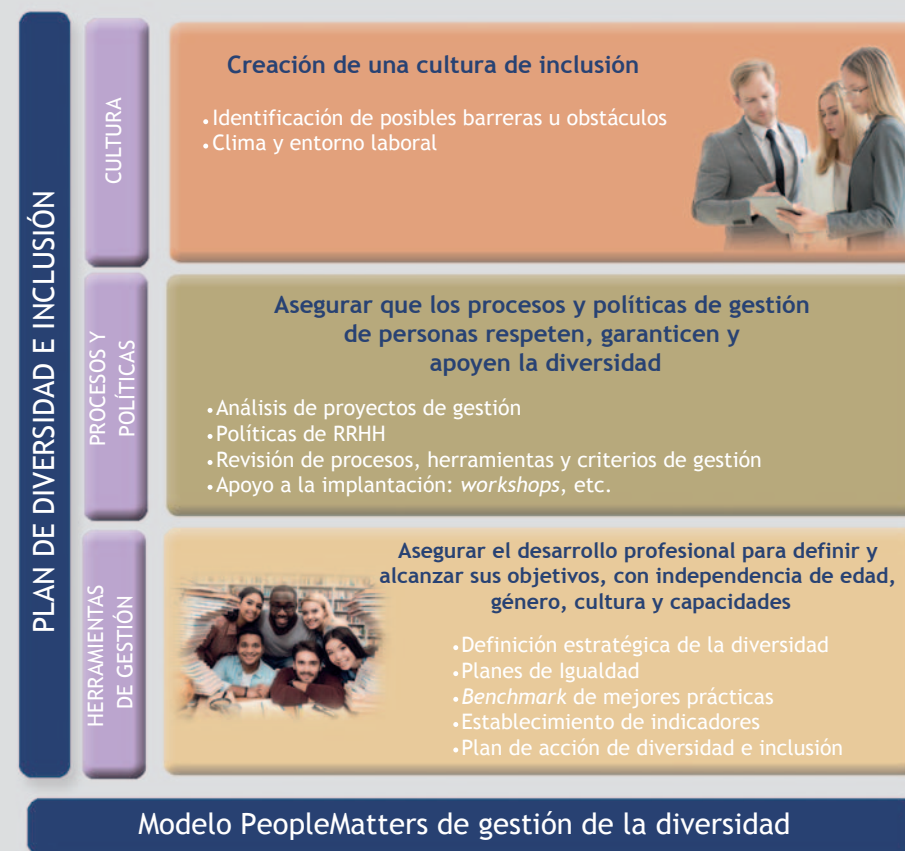 PLAN DE DIVERSIDAD E INCLUSIÓN
CULTURA
Creación de una cultura de inclusión
• Identificación de posibles barreras u obstáculos
• Clima y entorno laboral
PROCESOS Y
POLÍTICAS
Asegurar que los procesos y políticas de gestión
de personas respeten, garanticen y
apoyen la diversidad
• Análisis de proyectos de gestión
• Políticas de RRHH
• Revisión de procesos, herramientas y criterios de gestión
• Apoyo a la implantación: workshops, etc.
HERRAMIENTAS
DE GESTIÓN
Asegurar el desarrollo profesional para definir y
alcanzar sus objetivos, con independencia de edad,
género, cultura y capacidades
• Definición estratégica de la diversidad
• Planes de Igualdad
• Benchmark de mejores prácticas
• Establecimiento de indicadores
• Plan de acción de diversidad e inclusión
Modelo PeopleMatters de gestión de la diversidad